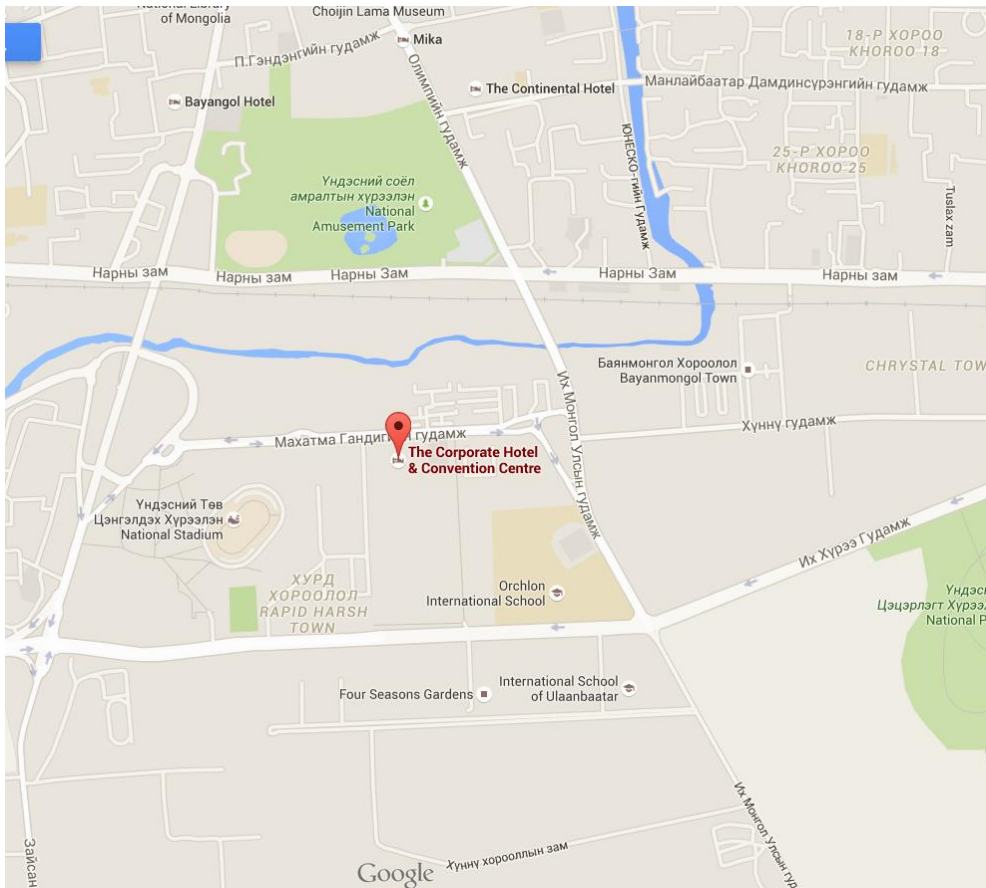 National Library
of Mongolia
Choijin Lama Museum
Mika
П.Гэндэнгийн гудамж
Олимпийн гудамж
18-Р ХОРОО
KHOROO 18
Bayangol Hotel
The Continental Hotel
Манлайбаатар Дамдинсүрэнгийн гудамж
ЮНЕСКО-гийн Гудамж
25-Р ХОРОО
KHOROO 25
Tuslax zam
Үндэсний соёл
амралтын хүрээлэн
National
Amusement Park
Нарны зам
Нарны зам
Нарны Зам
Нарны Зам
Нарны зам
Баянмонгол Хороолол
Bayanmongol Town
CHRYSTAL TOW
Их Монгол Улсын гудамж
Хүннү гудамж
Махатма Гандигийн гудамж
The Corporate Hotel
& Convention Centre
Үндэсний Төв
Цэнгэлдэх Хүрээлэн
National Stadium
Их Хүрээ Гудамж
ХУРД
ХОРООЛОЛ
RAPID HARSH
TOWN
Orchlon
International School
Үндэс
Цэцэрлэгт Хүрээл
National P
Four Seasons Gardens
International School
of Ulaanbaatar
Их Монгол Улсын гуд
Зайсан
Хүннү хорооллын зам
Google